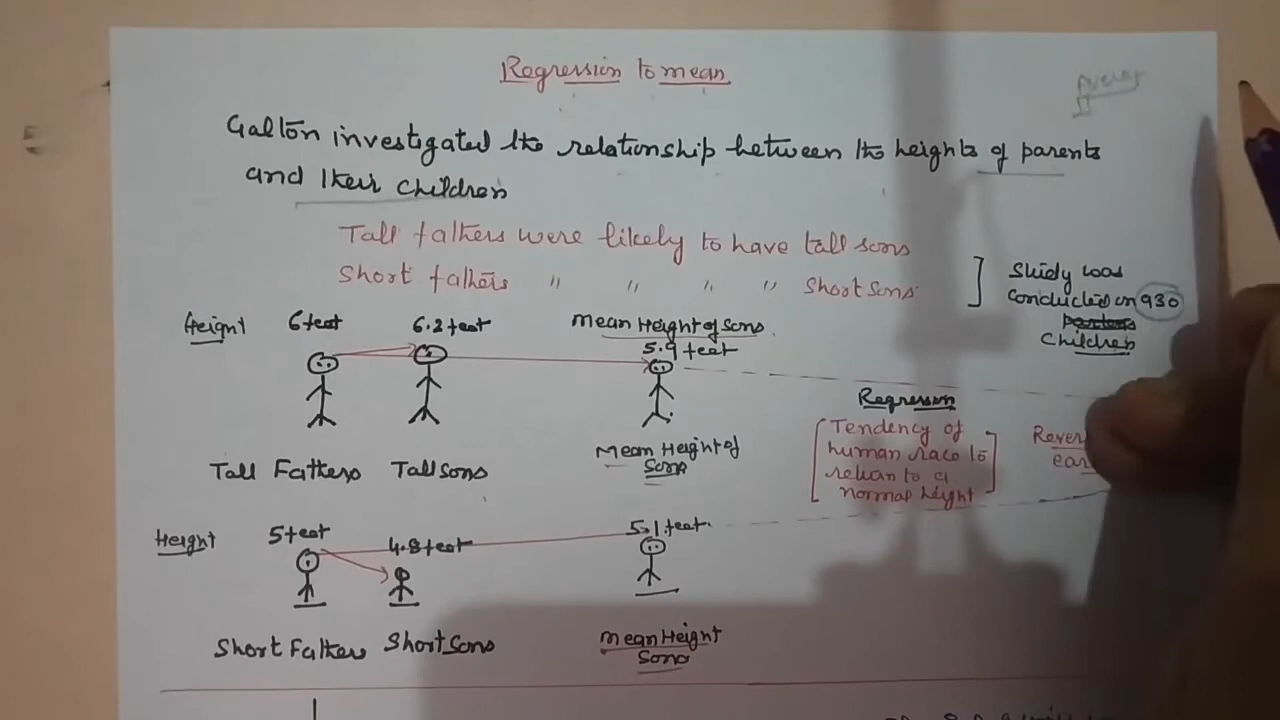 Regression to mean
Galton investigated the relationship between the heights of parents
and their children
Tall fathers were likely to have tall sons
Short fathers " " " " Short sons
Study was
conducted on 930
Children
Height 6 feet 6.2 feet Mean Height of Sons
5.9 feet
Tall Fathers Tall sons Mean Height of
Sons
Regression
Tendency of
human race to
return to a
normal height
Height 5 feet 4.8 feet 5.1 feet
Short Fathers Short Sons Mean Height
Sons